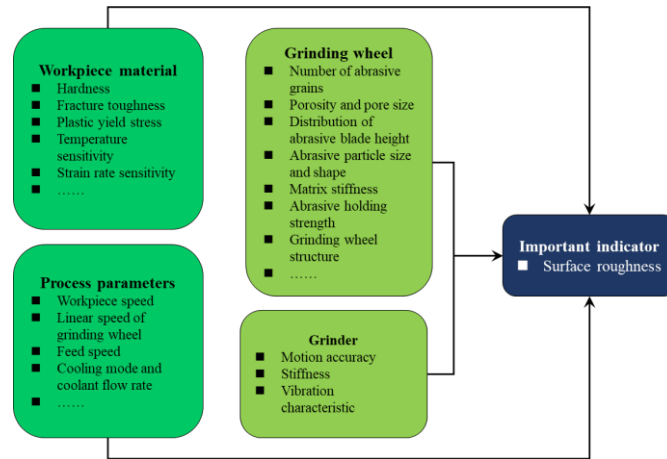 Workpiece material
■ Hardness
■ Fracture toughness
■ Plastic yield stress
■ Temperature
sensitivity
■ Strain rate sensitivity
■ ……
Process parameters
■ Workpiece speed
■ Linear speed of
grinding wheel
■ Feed speed
■ Cooling mode and
coolant flow rate
■ ……
Grinding wheel
■ Number of abrasive
grains
■ Porosity and pore size
■ Distribution of
abrasive blade height
■ Abrasive particle size
and shape
■ Matrix stiffness
■ Abrasive holding
strength
■ Grinding wheel
structure
■ ……
Grinder
■ Motion accuracy
■ Stiffness
■ Vibration
characteristic
Important indicator
■ Surface roughness